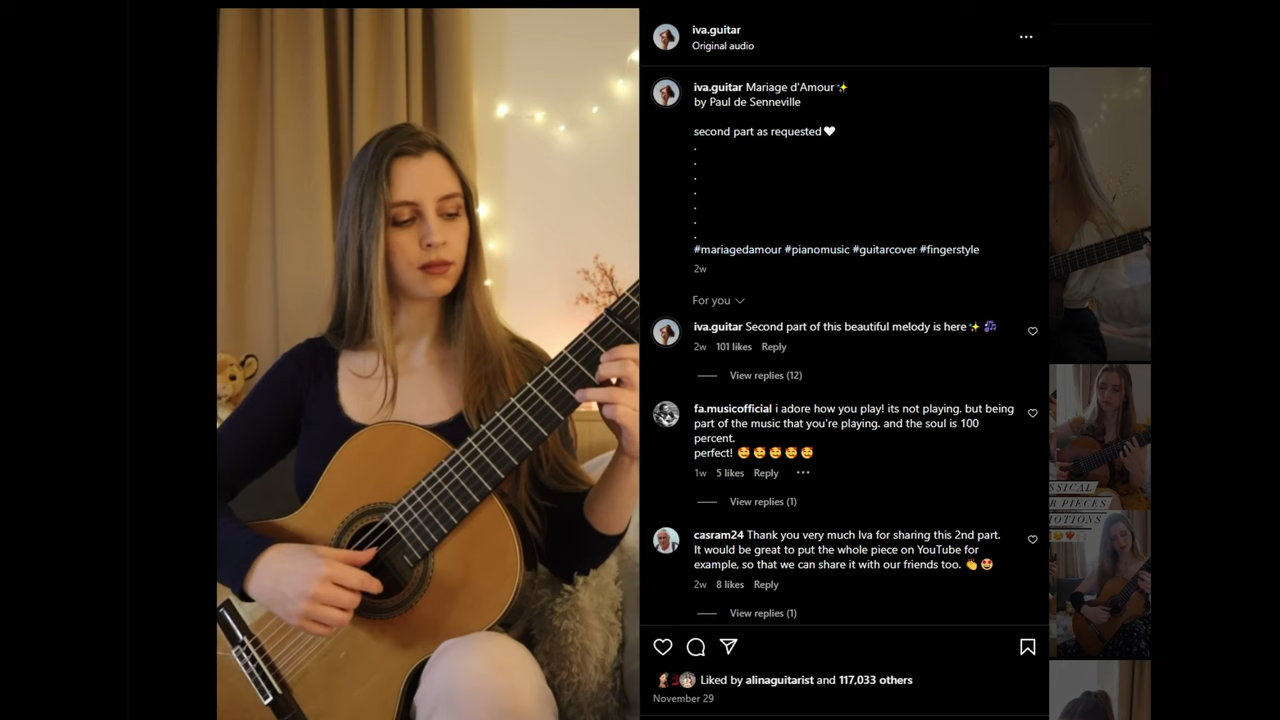 iva.guitar
Original audio
iva.guitar Mariage d'Amour✨
by Paul de Senneville
second part as requested🤍
.
.
.
.
.
.
.
#mariagedamour #pianomusic #guitarcover #fingerstyle
2w
For you
iva.guitar Second part of this beautiful melody is here✨🎶
2w 101 likes Reply
View replies (12)
fa.musicofficial i adore how you play! its not playing. but being
part of the music that you're playing. and the soul is 100
percent.
perfect! 🥰🥰🥰🥰🥰
1w 5 likes Reply
View replies (1)
casram24 Thank you very much Iva for sharing this 2nd part.
It would be great to put the whole piece on YouTube for
example, so that we can share it with our friends too. 👏🤩
2w 8 likes Reply
View replies (1)
Liked by alinaguitarist and 117,033 others
November 29
SSICAL
R PIECES
OTIONS